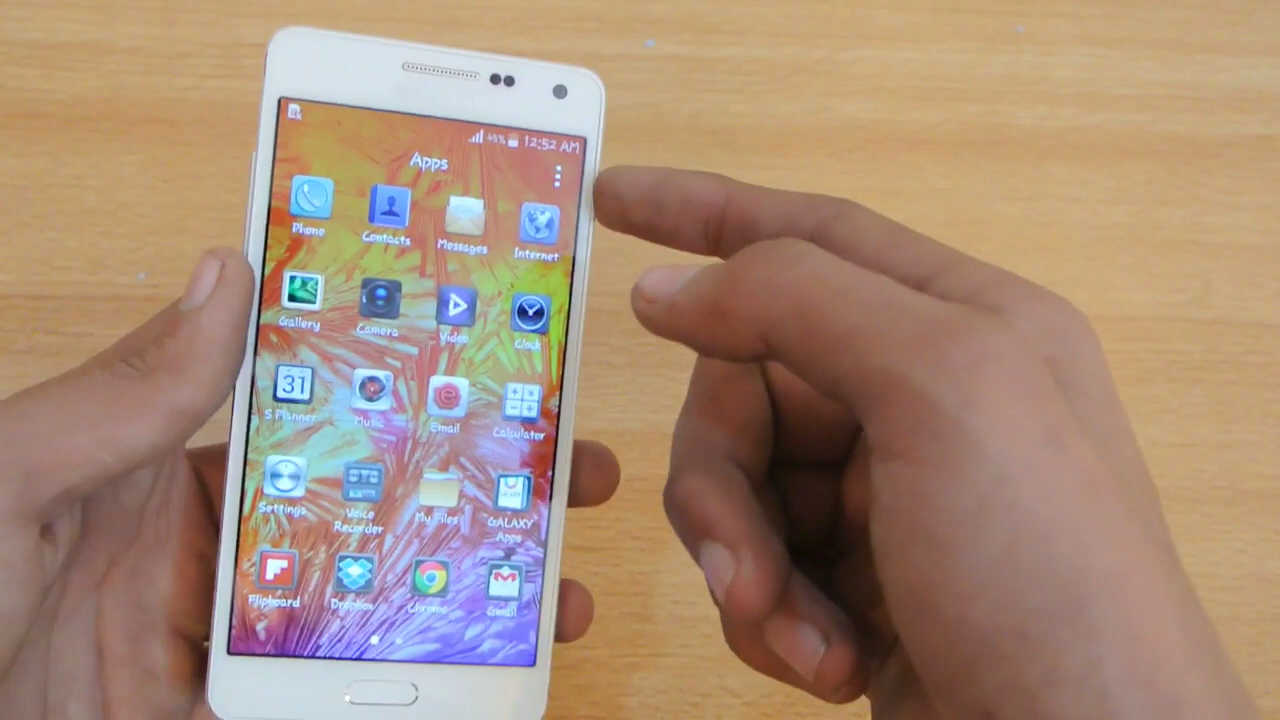 65% 12:52 AM
Apps
Phone Contacts Messages Internet
Gallery Camera Video Clock
31
S Planner Music Email Calculator
Settings Voice Recorder My Files GALAXY Apps
Flipboard Dropbox Chrome Gmail